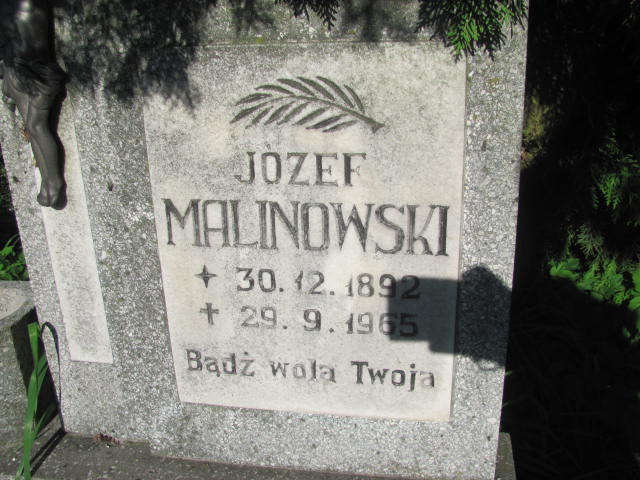 JÓZEF
MALINOWSKI
✦ 30. 12. 1892
† 29. 9. 1965
Bądź wola Twoja